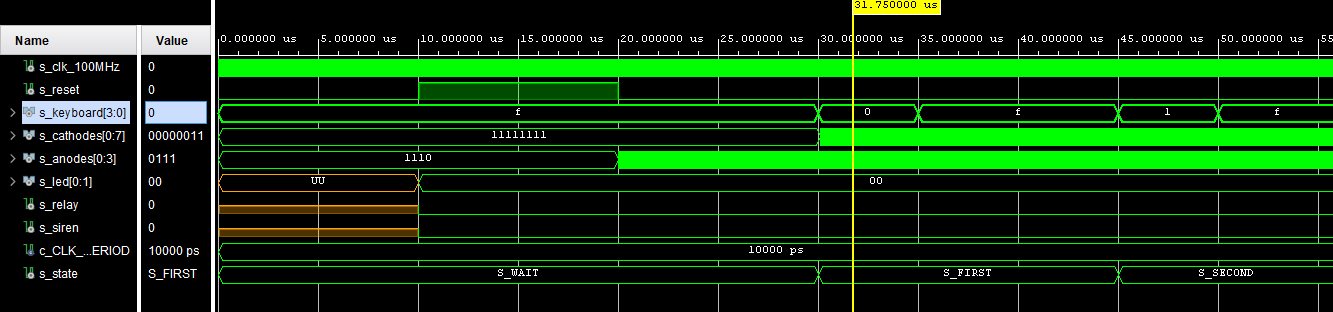 31.750000 us
Name Value
0.000000 us 5.000000 us 10.000000 us 15.000000 us 20.000000 us 25.000000 us 30.000000 us 35.000000 us 40.000000 us 45.000000 us 50.000000 us 55
s_clk_100MHz 0
s_reset 0
s_keyboard[3:0] 0 f 0 f 1 f
s_cathodes[0:7] 00000011 11111111
s_anodes[0:3] 0111 1110
s_led[0:1] 00 UU 00
s_relay 0
s_siren 0
c_CLK_...ERIOD 10000 ps 10000 ps
s_state S_FIRST S_WAIT S_FIRST S_SECOND